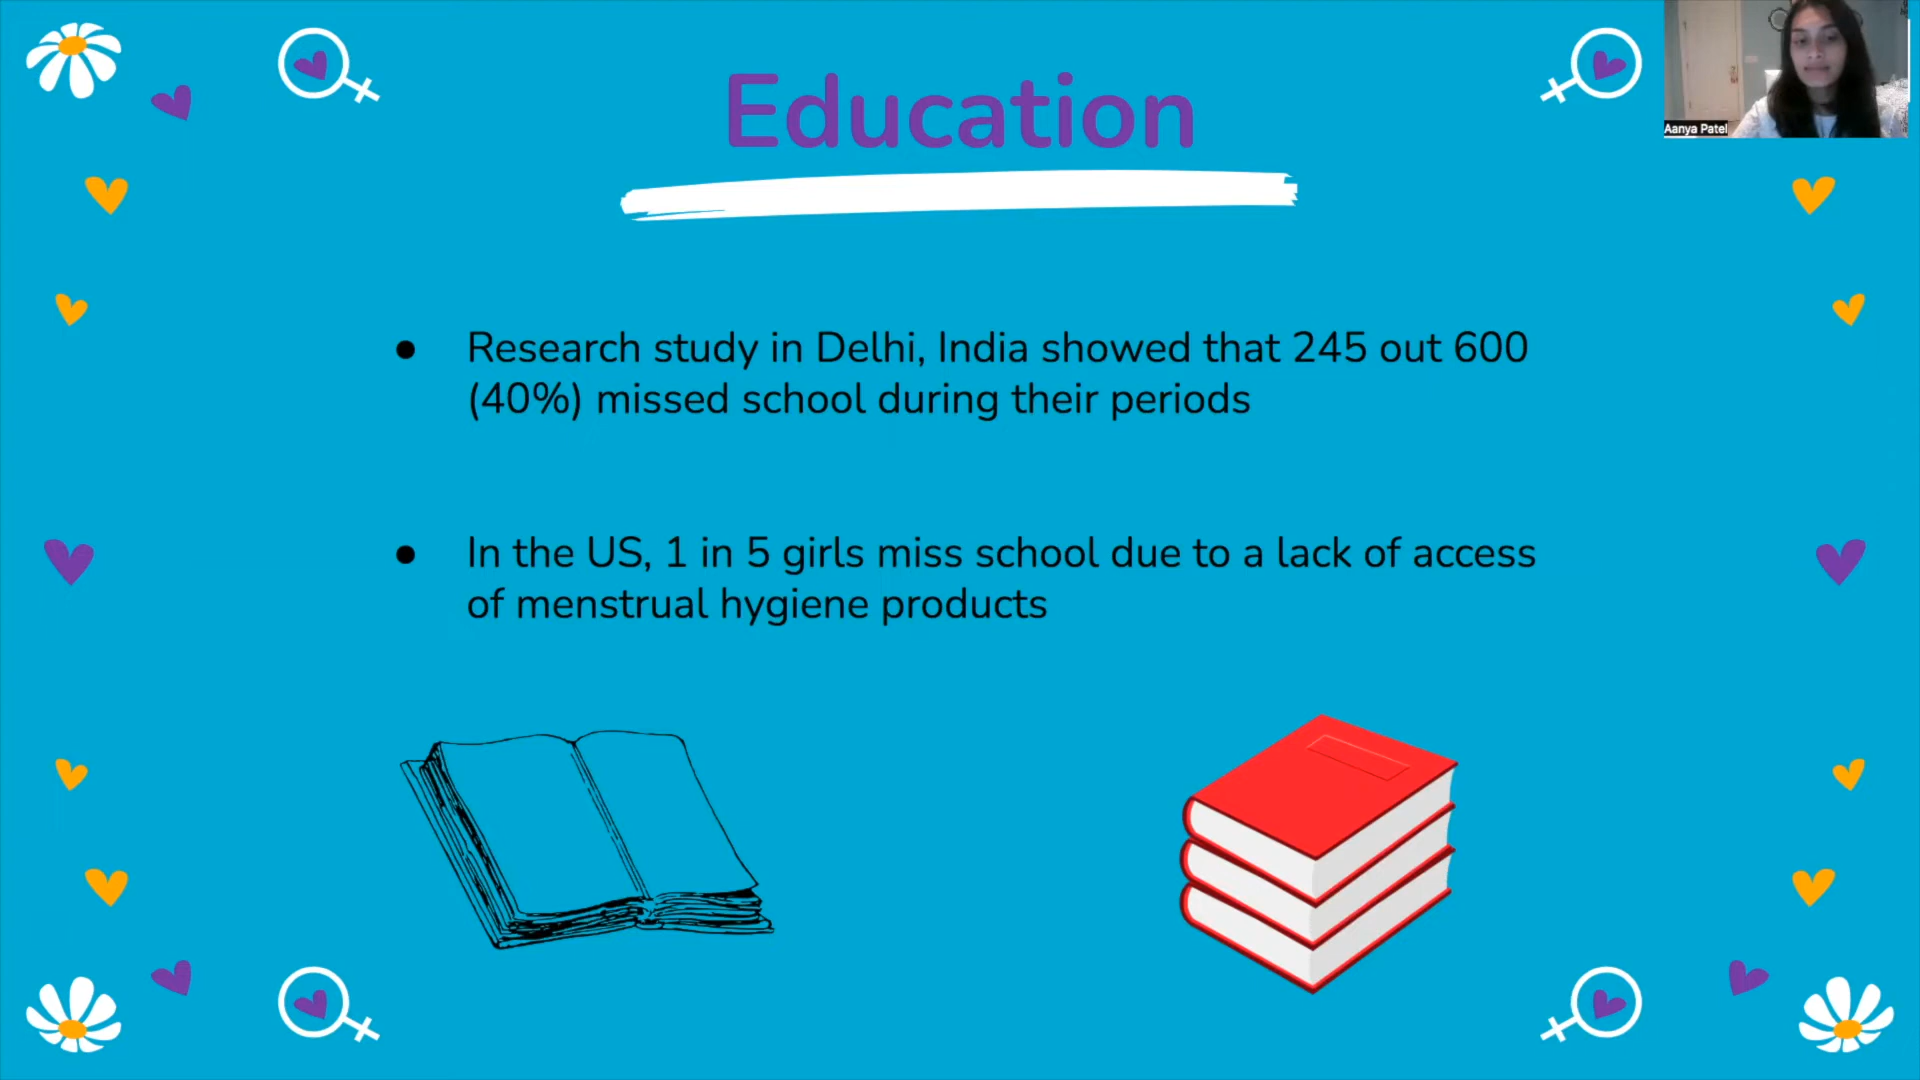 Education
Aanya Patel
● Research study in Delhi, India showed that 245 out 600
(40%) missed school during their periods
● In the US, 1 in 5 girls miss school due to a lack of access
of menstrual hygiene products